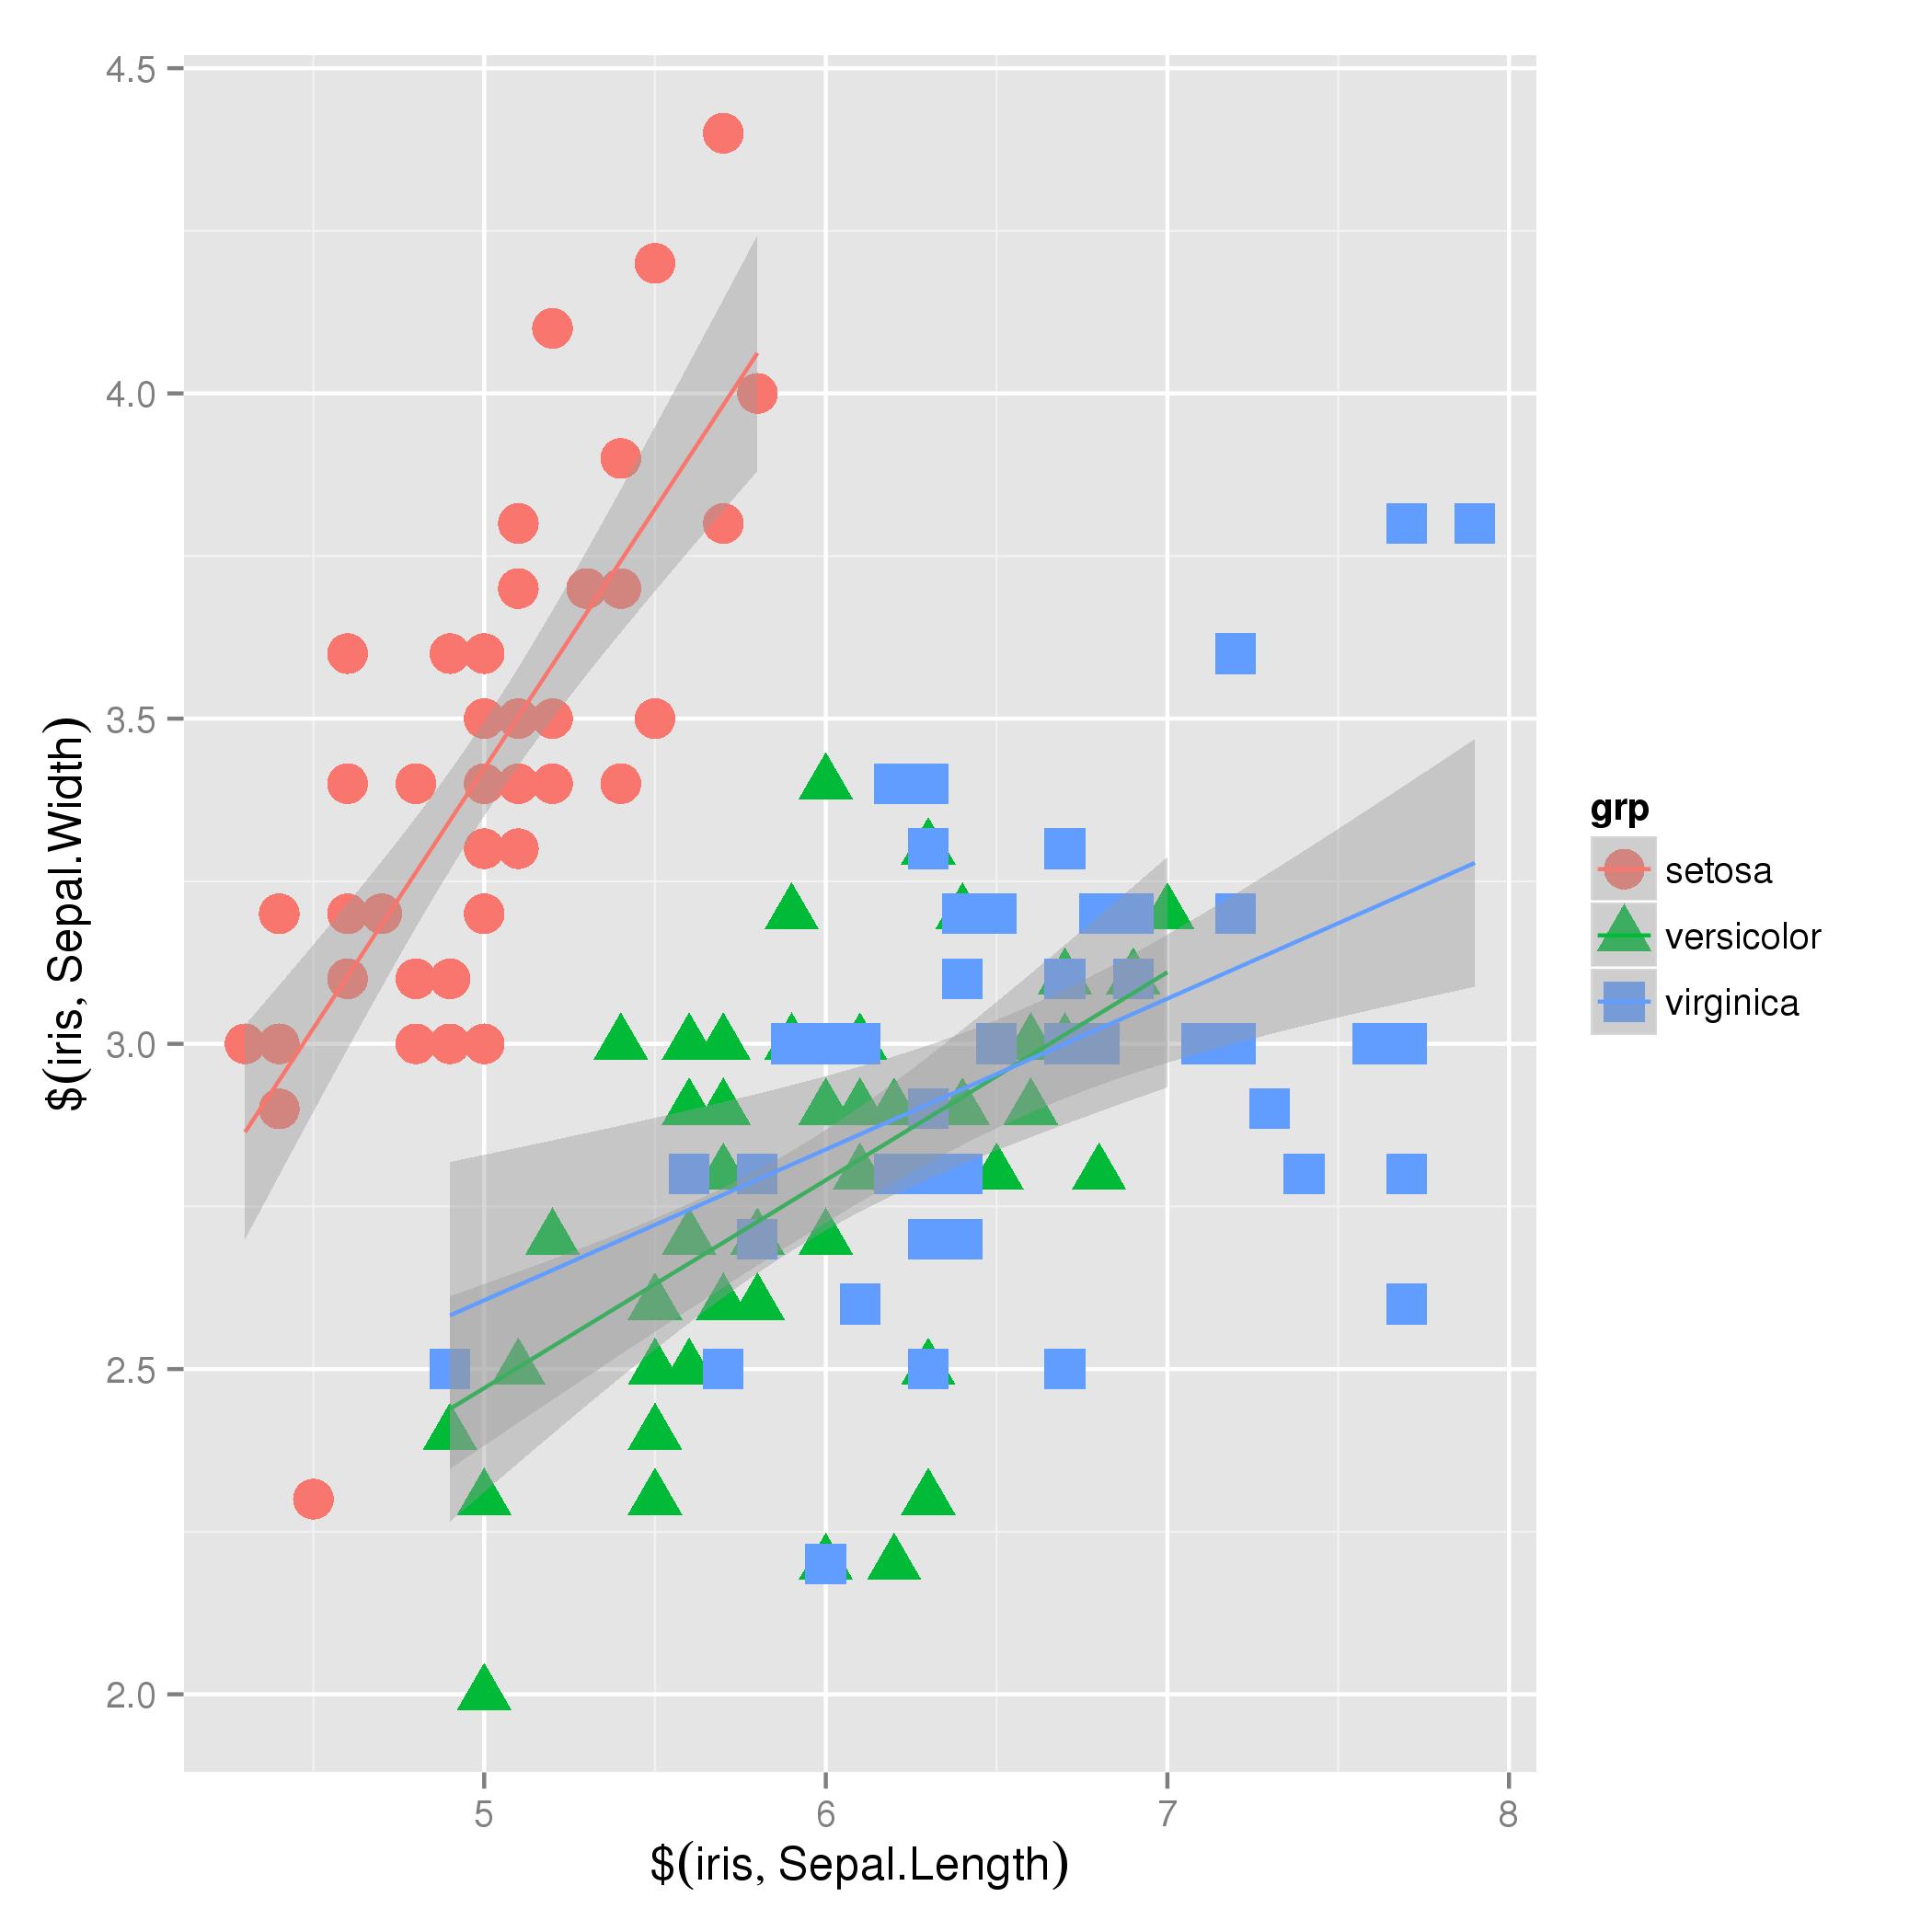 4.5
4.0
3.5
3.0
2.5
2.0
$(iris, Sepal.Width)
5 6 7 8
$(iris, Sepal.Length)
grp
setosa
versicolor
virginica